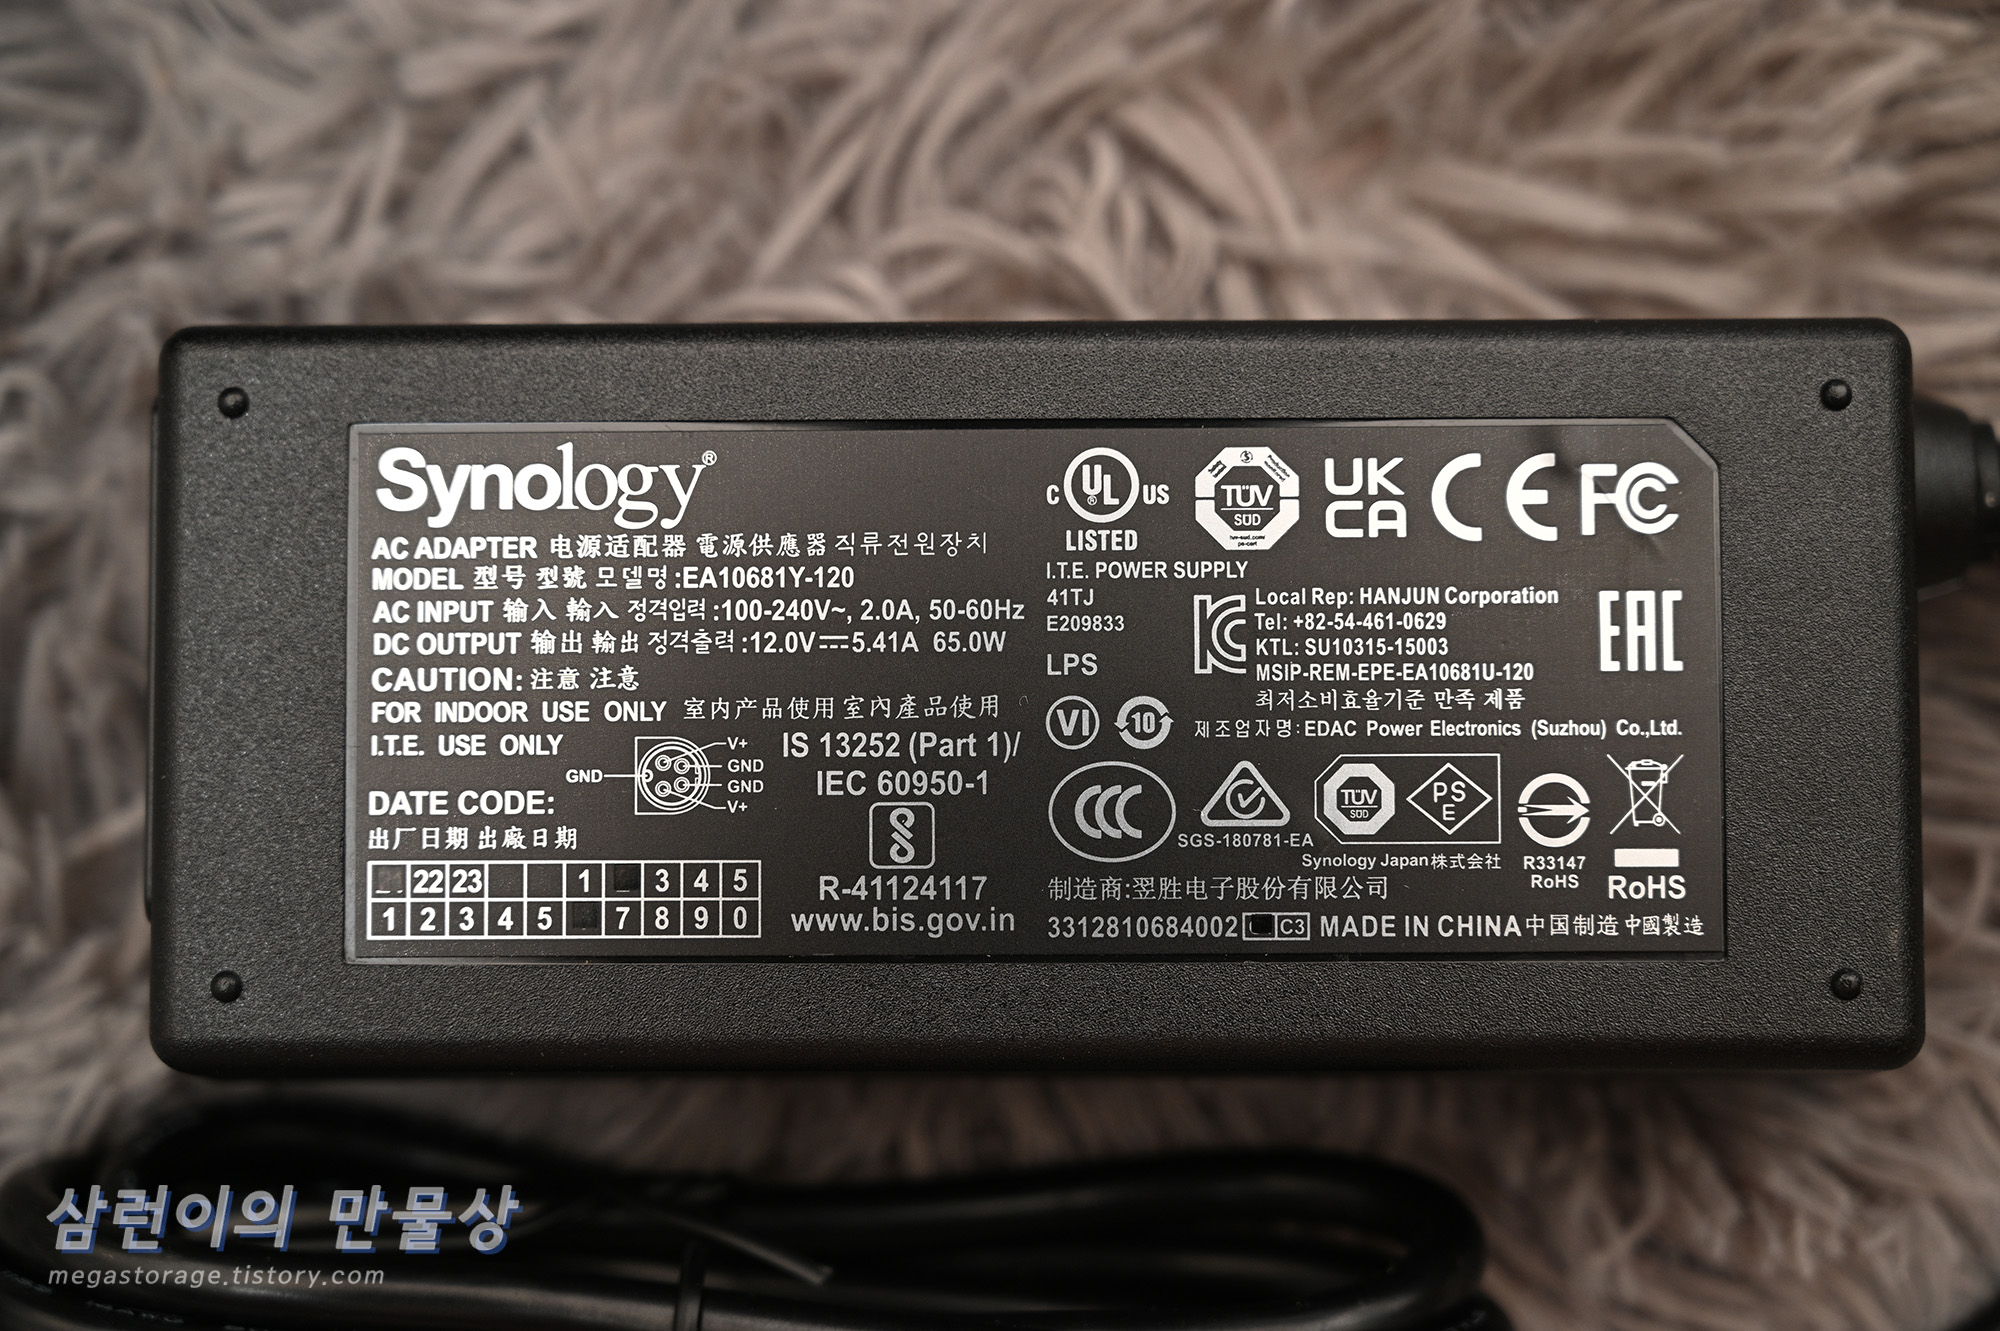 Synology®
AC ADAPTER 电源适配器 電源供應器 직류전원장치
MODEL 型号 型號 모델명:EA10681Y-120
AC INPUT 输入 輸入 정격입력:100-240V~, 2.0A, 50-60Hz
DC OUTPUT 输出 輸出 정격출력:12.0V⎓5.41A 65.0W
CAUTION: 注意 注意
FOR INDOOR USE ONLY 室内产品使用 室內產品使用
I.T.E. USE ONLY
GND
V+
GND
GND
V+
IS 13252 (Part 1)/
IEC 60950-1
R-41124117
www.bis.gov.in
DATE CODE:
出厂日期 出廠日期
22 23 1 3 4 5
1 2 3 4 5 7 8 9 0
C UL® US
LISTED
I.T.E. POWER SUPPLY
41TJ
E209833
LPS
TÜV
SÜD
UK
CA
CE
FC
Local Rep: HANJUN Corporation
Tel: +82-54-461-0629
KTL: SU10315-15003
MSIP-REM-EPE-EA10681U-120
최저소비효율기준 만족 제품
EAC
VI
10
제조업자명: EDAC Power Electronics (Suzhou) Co.,Ltd.
CCC
SGS-180781-EA
TÜV
SÜD
PS
E
Synology Japan株式会社
R33147
RoHS
RoHS
制造商:翌胜电子股份有限公司
3312810684002 C3 MADE IN CHINA 中国制造 中國製造
삼런이의 만물상
megastorage.tistory.com